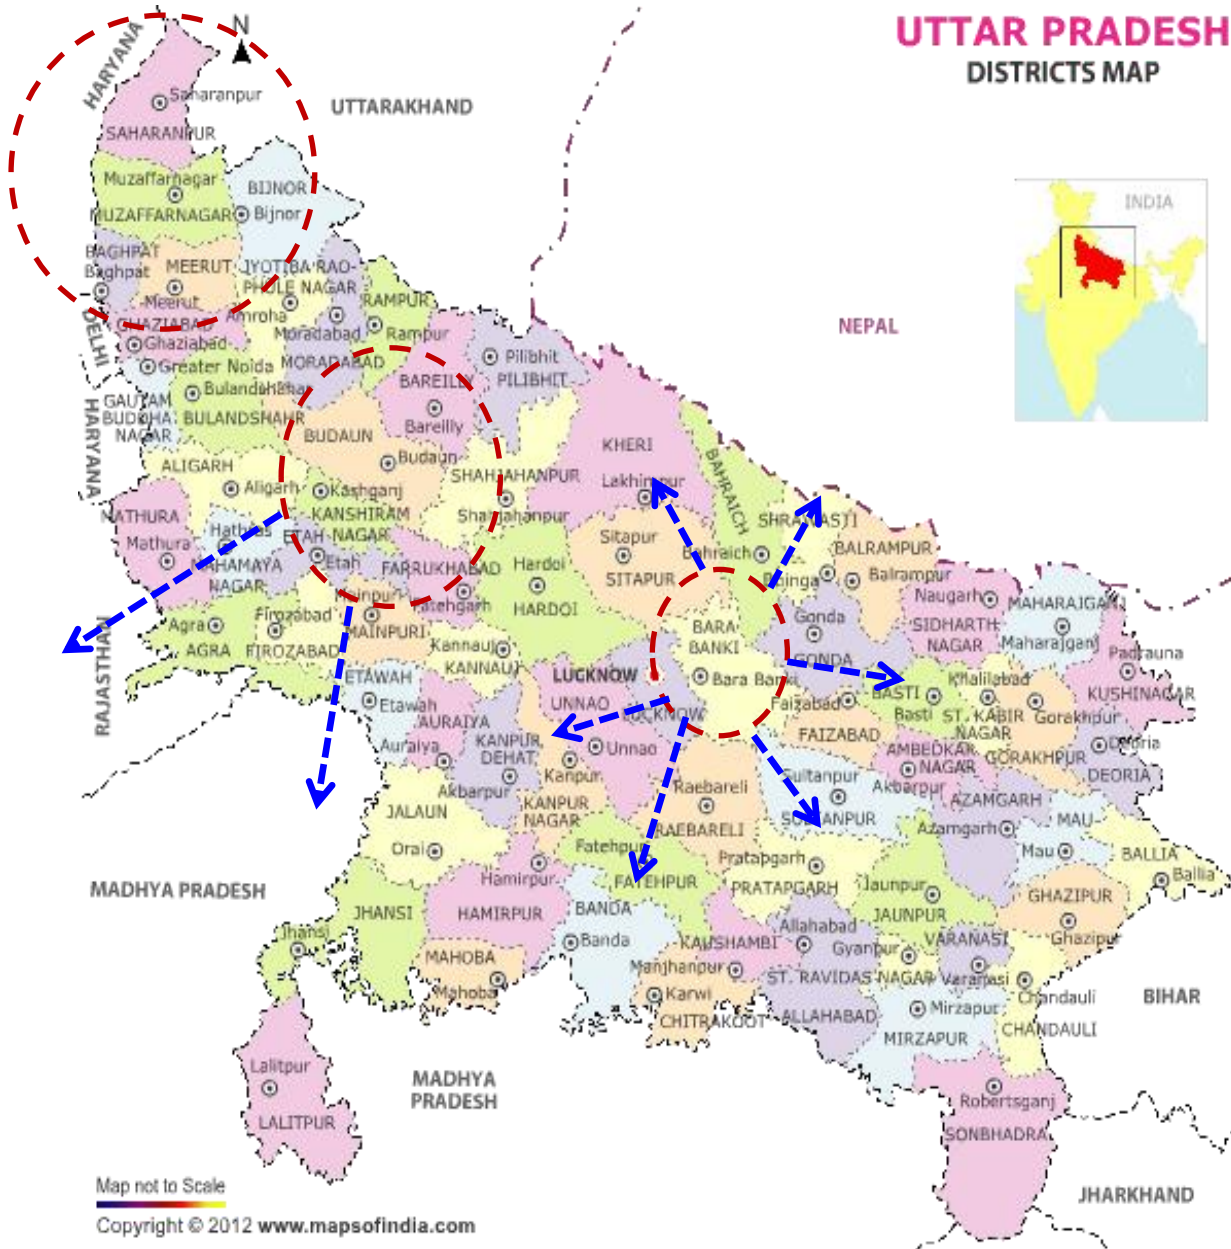 UTTAR PRADESH
DISTRICTS MAP
N
HARYANA
Saharanpur
SAHARANPUR
UTTARAKHAND
Muzaffarnagar
MUZAFFARNAGAR
BIJNOR
Bijnor
INDIA
BAGHPAT
Baghpat
MEERUT
Meerut
JYOTIBA RAO-
PHULE NAGAR
Amroha
RAMPUR
Rampur
Moradabad
MORADABAD
DELHI
GHAZIABAD
Ghaziabad
Greater Noida
GAUTAM
BUDDHA
NAGAR
Bulandshahar
BULANDSHAHR
NEPAL
Pilibhit
PILIBHIT
BAREILLY
Bareilly
HARYANA
BUDAUN
Budaun
ALIGARH
Aligarh
Kashganj
KANSHIRAM
NAGAR
SHAHJAHANPUR
Shahjahanpur
KHERI
Lakhimpur
BAHRAICH
Bahraich
SHRAWASTI
Bhinga
BALRAMPUR
Balrampur
MATHURA
Mathura
Hathras
MAHAMAYA
NAGAR
ETAH
Etah
FARRUKHABAD
Fatehgarh
Hardoi
HARDOI
Sitapur
SITAPUR
Gonda
GONDA
Naugarh
SIDHARTH
NAGAR
MAHARAJGANJ
Maharajganj
RAJASTHAN
Agra
AGRA
Firozabad
FIROZABAD
Mainpuri
MAINPURI
Kannauj
KANNAUJ
BARA
BANKI
Bara Banki
LUCKNOW
LUCKNOW
UNNAO
Unnao
Faizabad
FAIZABAD
BASTI
Basti
Khalilabad
ST. KABIR
NAGAR
Gorakhpur
GORAKHPUR
Padrauna
KUSHINAGAR
Deoria
DEORIA
ETAWAH
Etawah
AURAIYA
Auraiya
KANPUR
DEHAT
Akbarpur
Kanpur
KANPUR
NAGAR
Raebareli
RAEBARELI
Sultanpur
SULTANPUR
AMBEDKAR
NAGAR
Akbarpur
AZAMGARH
Azamgarh
MAU
Mau
BALLIA
Ballia
JALAUN
Orai
Hamirpur
HAMIRPUR
Fatehpur
FATEHPUR
Pratapgarh
PRATAPGARH
Jaunpur
JAUNPUR
GHAZIPUR
Ghazipur
MADHYA PRADESH
JHANSI
Jhansi
MAHOBA
Mahoba
BANDA
Banda
KAUSHAMBI
Manjhanpur
Karwi
CHITRAKOOT
Allahabad
ALLAHABAD
Gyanpur
ST. RAVIDAS NAGAR
VARANASI
Varanasi
Mirzapur
MIRZAPUR
Chandauli
CHANDAULI
BIHAR
Lalitpur
LALITPUR
MADHYA
PRADESH
Robertsganj
SONBHADRA
JHARKHAND
Map not to Scale
Copyright © 2012 www.mapsofindia.com